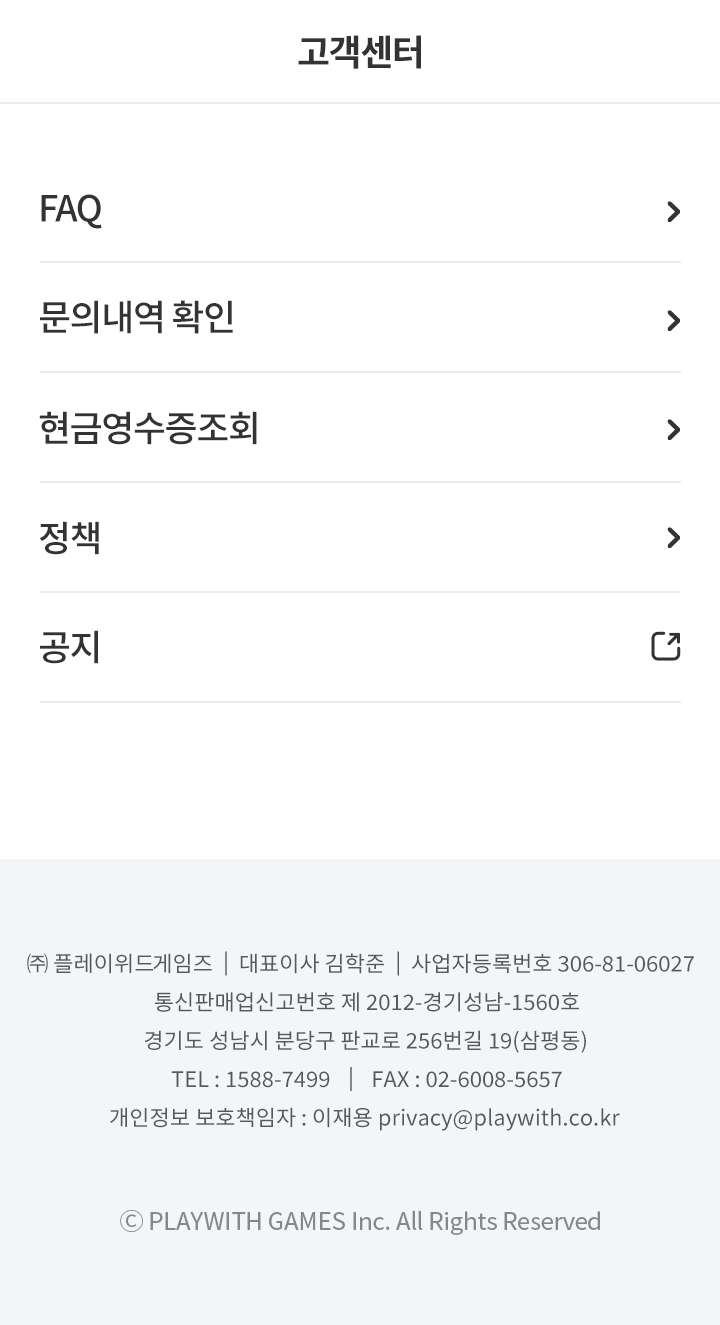 고객센터
FAQ
문의내역 확인
현금영수증조회
정책
공지
㈜ 플레이위드게임즈 | 대표이사 김학준 | 사업자등록번호 306-81-06027
통신판매업신고번호 제 2012-경기성남-1560호
경기도 성남시 분당구 판교로 256번길 19(삼평동)
TEL : 1588-7499 | FAX : 02-6008-5657
개인정보 보호책임자 : 이재용 privacy@playwith.co.kr
ⓒ PLAYWITH GAMES Inc. All Rights Reserved